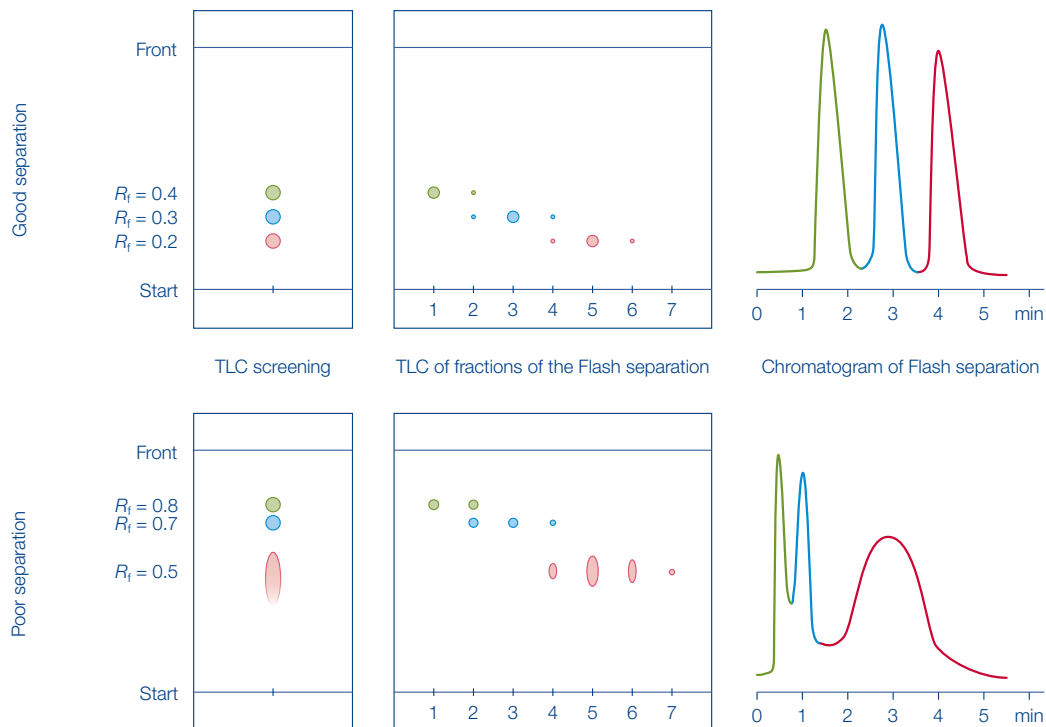 Good separation
Front
Rf = 0.4
Rf = 0.3
Rf = 0.2
Start
1 2 3 4 5 6 7
0 1 2 3 4 5 min
TLC screening
TLC of fractions of the Flash separation
Chromatogram of Flash separation
Poor separation
Front
Rf = 0.8
Rf = 0.7
Rf = 0.5
Start
1 2 3 4 5 6 7
0 1 2 3 4 5 min